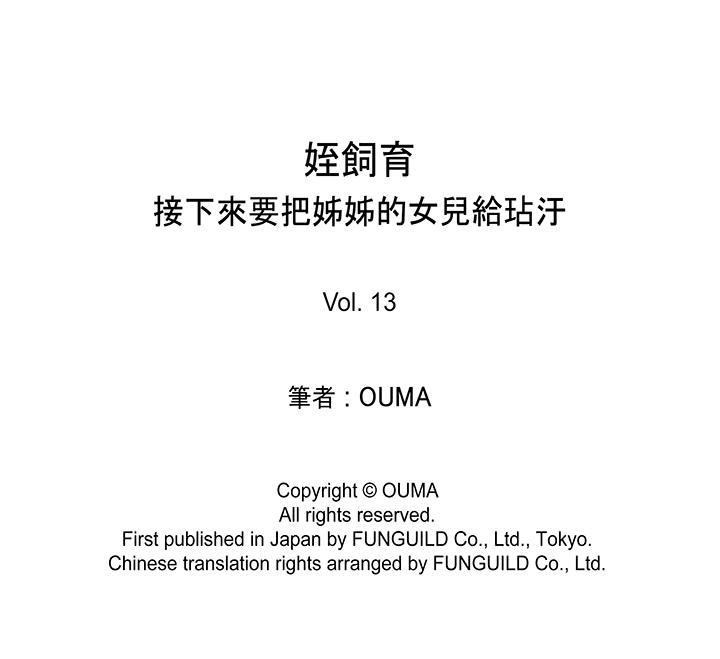 姪飼育
接下來要把姊姊的女兒給玷汙
Vol. 13
筆者 : OUMA
Copyright © OUMA
All rights reserved.
First published in Japan by FUNGUILD Co., Ltd., Tokyo.
Chinese translation rights arranged by FUNGUILD Co., Ltd.